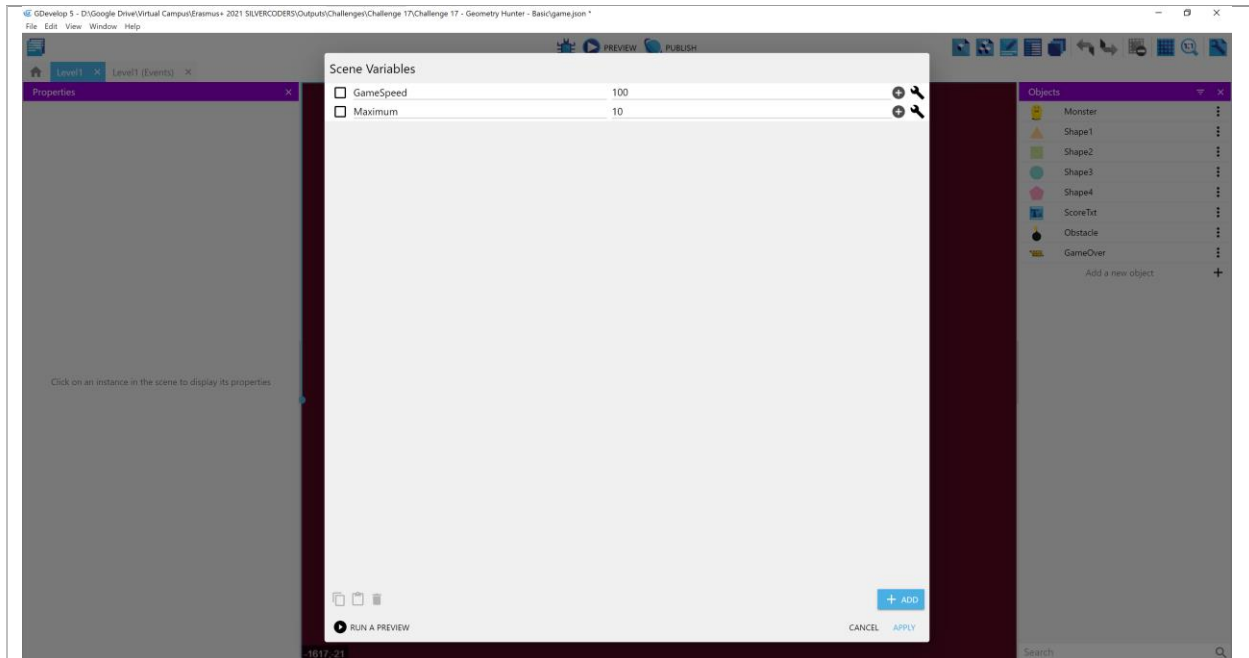 GDevelop 5 - D:\Google Drive\Virtual Campus\Erasmus+ 2021 SILVERCODERS\Outputs\Challenges\Challenge 17\Challenge 17 - Geometry Hunter - Basic\game.json *
File Edit View Window Help
PREVIEW PUBLISH
Level1 Level1 (Events)
Properties
Scene Variables
Objects
GameSpeed 100
Maximum 10
Monster
Shape1
Shape2
Shape3
Shape4
ScoreTxt
Obstacle
GameOver
Add a new object
Click on an instance in the scene to display its properties
+ ADD
RUN A PREVIEW CANCEL APPLY
-1617,-21
Search